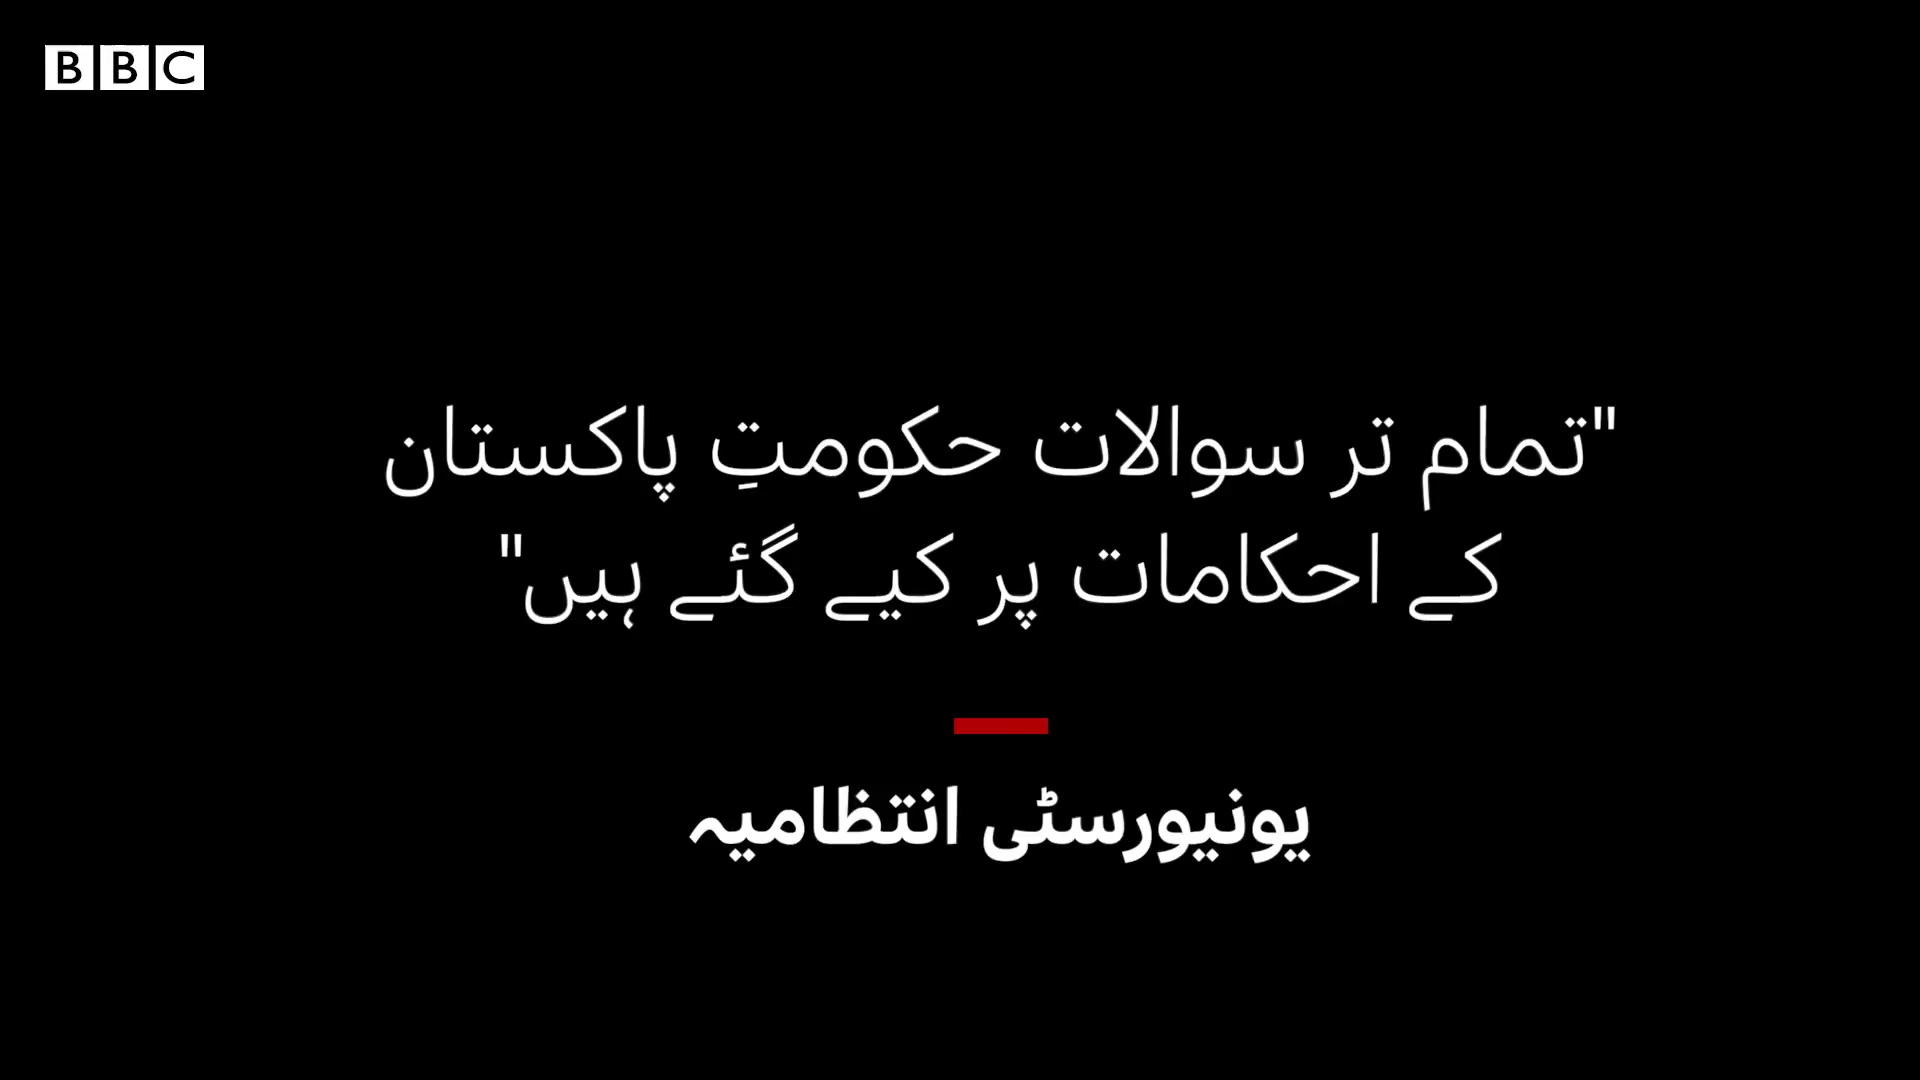 BBC
"تمام تر سوالات حکومتِ پاکستان
کے احکامات پر کیے گئے ہیں"
یونیورسٹی انتظامیہ